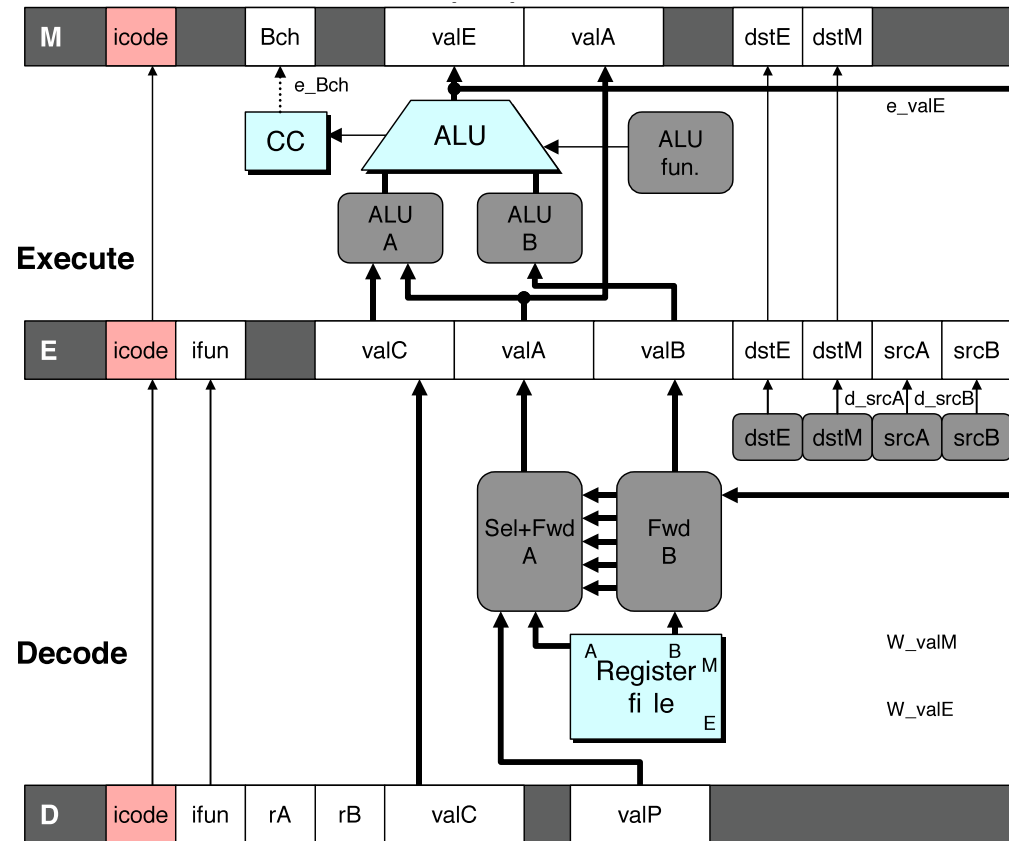 M icode Bch valE valA dstE dstM
e_Bch
e_valE
CC
ALU
ALU
fun.
ALU
A
ALU
B
Execute
E icode ifun valC valA valB dstE dstM srcA srcB
d_srcA d_srcB
dstE dstM srcA srcB
Sel+Fwd
A
Fwd
B
Decode
A B
Register M
fi le
E
W_valM
W_valE
D icode ifun rA rB valC valP